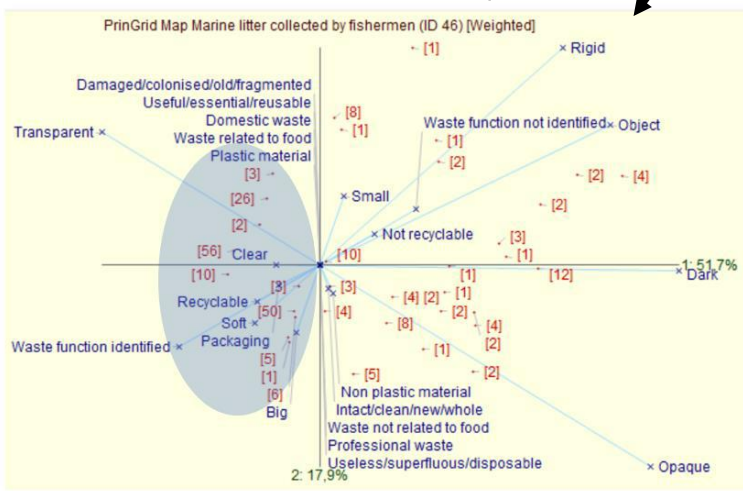 PrinGrid Map Marine litter collected by fishermen (ID 46) [Weighted]
[1]
Rigid
Damaged/colonised/old/fragmented
Useful/essential/reusable
[8]
Domestic waste
Waste function not identified
Object
Transparent
[1]
Waste related to food
[1]
Plastic material
[2]
[3]
[2]
[4]
[26]
Small
[2]
[2]
Not recyclable
[3]
[56]
Clear
[10]
[1]
1: 51,7%
[10]
[1]
[12]
Dark
[3]
[3]
[4]
[2]
[1]
Recyclable
[50]
[4]
[2]
Soft
[8]
[4]
Waste function identified
Packaging
[1]
[2]
[5]
[1]
[5]
[2]
[6]
Non plastic material
Big
Intact/clean/new/whole
Waste not related to food
Professional waste
Useless/superfluous/disposable
Opaque
2: 17,9%